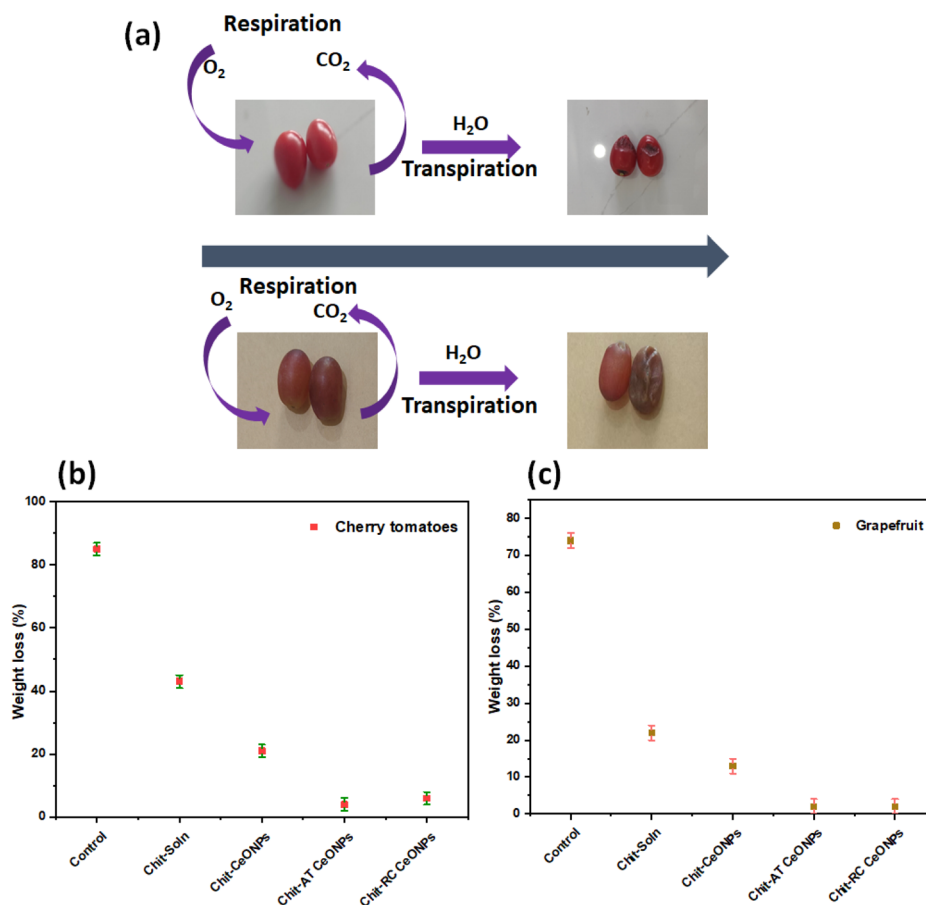 (a)
Respiration
O₂
CO₂
H₂O
Transpiration
Respiration
O₂
CO₂
H₂O
Transpiration
(b)
100
80
60
40
20
0
Weight loss (%)
Cherry tomatoes
Control
Chit-Soln
Chit-CeONPs
Chit-AT CeONPs
Chit-RC CeONPs
(c)
80
70
60
50
40
30
20
10
0
Weight loss (%)
Grapefruit
Control
Chit-Soln
Chit-CeONPs
Chit-AT CeONPs
Chit-RC CeONPs